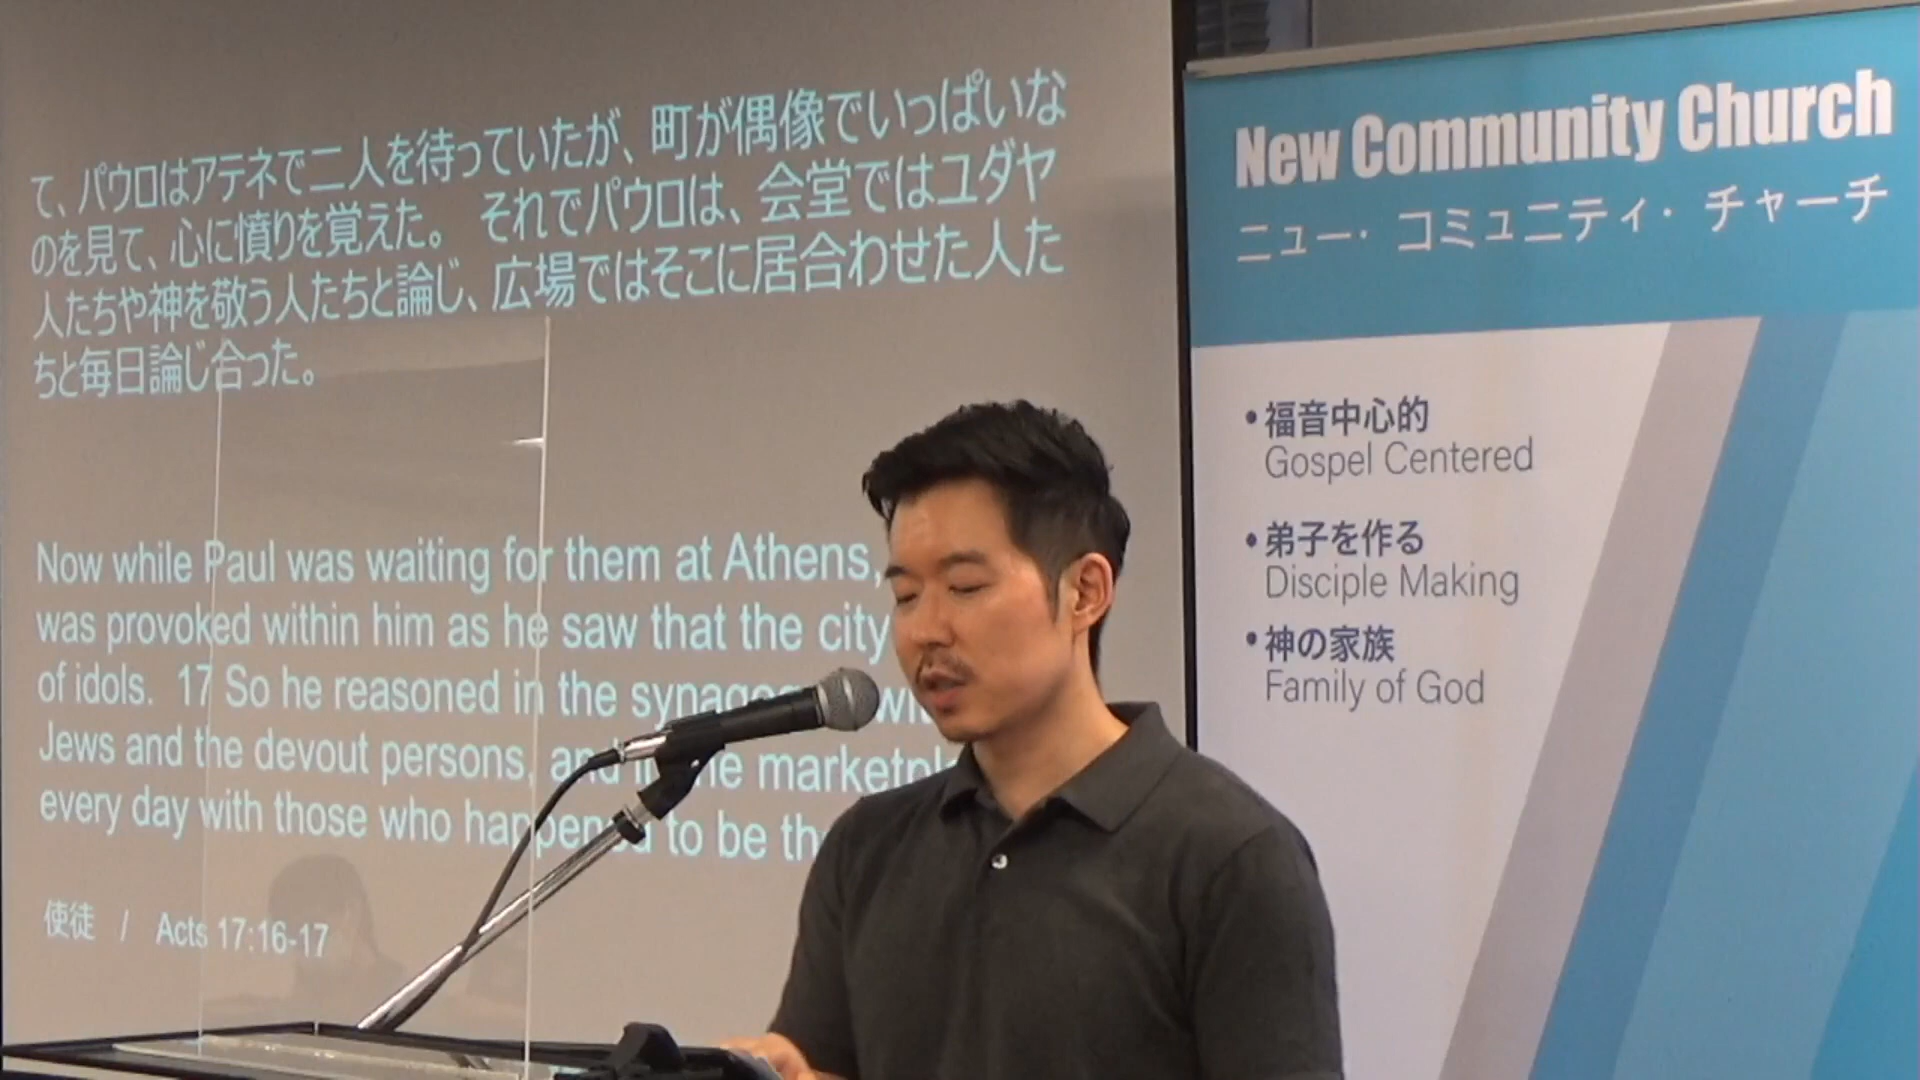 て、パウロはアテネで二人を待っていたが、町が偶像でいっぱいな
のを見て、心に憤りを覚えた。 それでパウロは、会堂ではユダヤ
人たちや神を敬う人たちと論じ、広場ではそこに居合わせた人た
ちと毎日論じ合った。
Now while Paul was waiting for them at Athens,
was provoked within him as he saw that the city
of idols. 17 So he reasoned in the
Jews and the devout persons, and
every day with those who happened to be
使徒 / Acts 17:16-17
New Community Church
ニュー・コミュニティ・チャーチ
•福音中心的
Gospel Centered
•弟子を作る
Disciple Making
•神の家族
Family of God